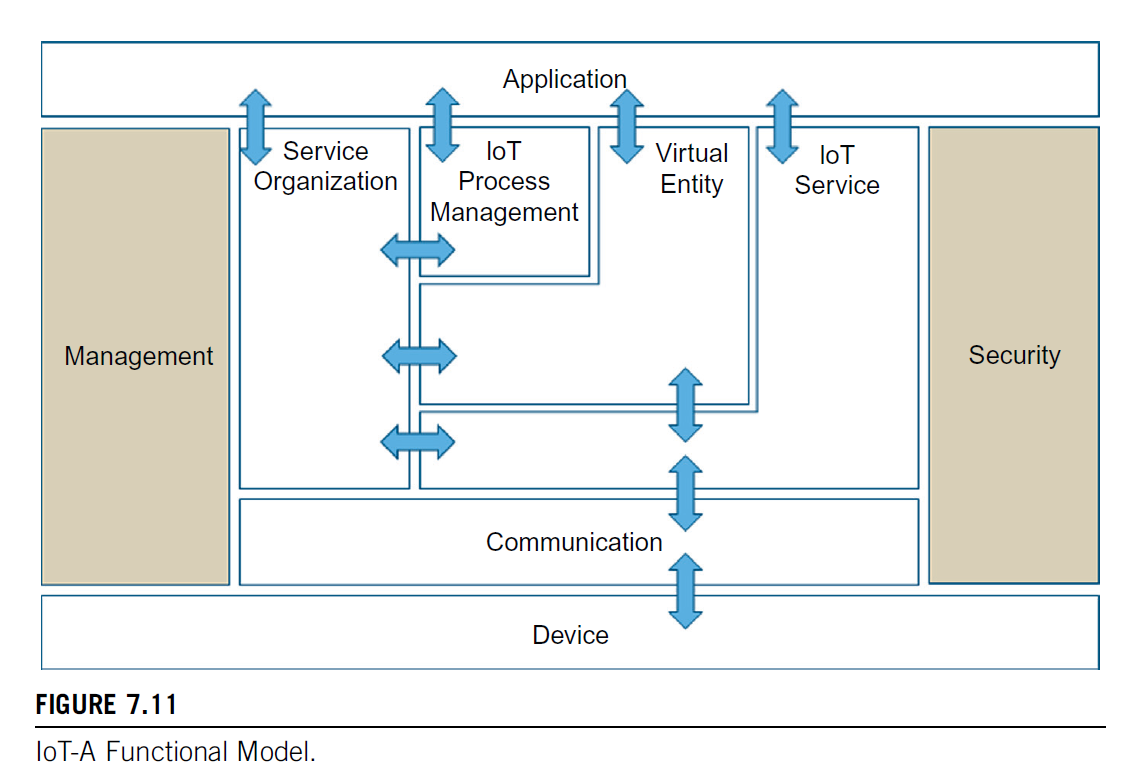 Application
Service
Organization
IoT
Process
Management
Virtual
Entity
IoT
Service
Management
Security
Communication
Device
FIGURE 7.11
IoT-A Functional Model.